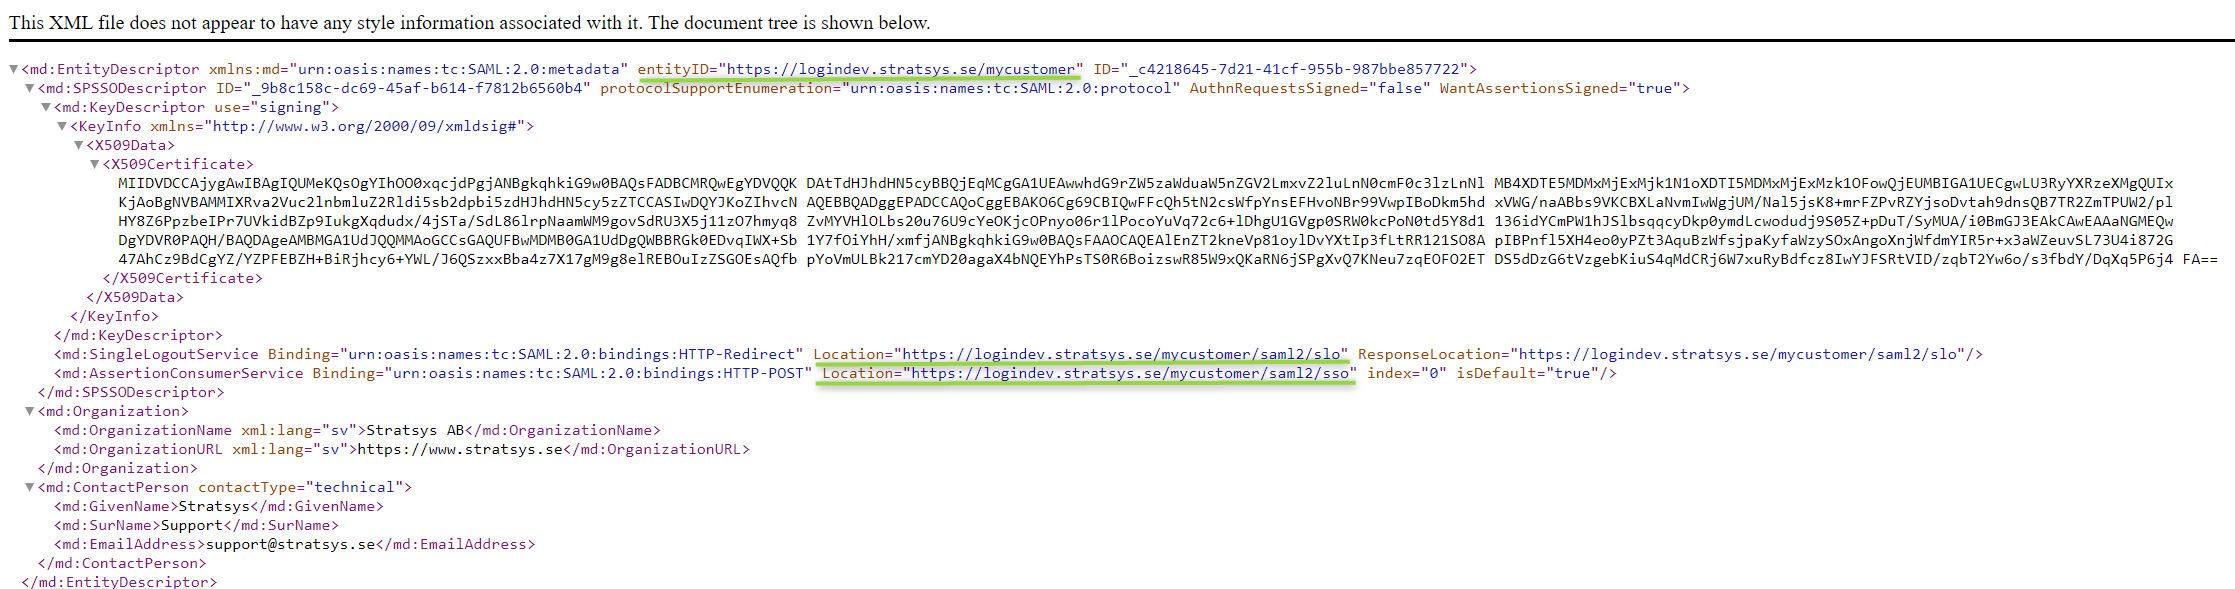 This XML file does not appear to have any style information associated with it. The document tree is shown below.
<md:EntityDescriptor xmlns:md="urn:oasis:names:tc:SAML:2.0:metadata" entityID="https://logindev.stratsys.se/mycustomer" ID="_c4218645-7d21-41cf-955b-987bbe857722">
<md:SPSSODescriptor ID="_9b8c158c-dc69-45af-b614-f7812b6560b4" protocolSupportEnumeration="urn:oasis:names:tc:SAML:2.0:protocol" AuthnRequestsSigned="false" WantAssertionsSigned="true">
<md:KeyDescriptor use="signing">
<KeyInfo xmlns="http://www.w3.org/2000/09/xmldsig#">
<X509Data>
<X509Certificate>
MIIDVDCCAjygAwIBAgIQUMeKQsOgYIhOO0xqcjdPgjANBgkqhkiG9w0BAQsFADBCMRQwEgYDVQQK DAtTdHJhdHN5cyBBQjEqMCgGA1UEAwwhdG9rZW5zaWduaW5nZGV2LmxvZ2luLnN0cmF0c3lzLnNl MB4XDTE5MDMxMjExMjk1N1oXDTI5MDMxMjExMzk1OFowQjEUMBIGA1UECgwLU3RyYXRzeXMgQUIx
KjAoBgNVBAMMIXRva2Vuc2lnbmluZ2Rldi5sb2dpbi5zdHJhdHN5cy5zZTCCASIwDQYJKoZIhvcN AQEBBQADggEPADCCAQoCggEBAKO6Cg69CBIQwFFcQh5tN2csWfpYnsEFHvoNBr99VwpIBoDkm5hd xVWG/naABbs9VKCBXLaNvmIwWgjUM/Nal5jsK8+mrFZPvRZYjsoDvtah9dnsQB7TR2ZmTPUW2/pl
HY8Z6PpzbeIPr7UVkidBZp9IukgXqdudx/4jSTa/SdL86lrpNaamWM9govSdRU3X5j11zO7hmyq8 ZvMYVHlOLbs20u76U9cYeOKjcOPnyo06r1lPocoYuVq72c6+lDhgU1GVgp0SRW0kcPoN0td5Y8d1 136idYCmPW1hJSlbsqqcyDkp0ymdLcwodudj9S05Z+pDuT/SyMUA/i0BmGJ3EAkCAwEAAaNGMEQw
DgYDVR0PAQH/BAQDAgeAMBMGA1UdJQQMMAoGCCsGAQUFBwMDMB0GA1UdDgQWBBRGk0EDvqIWX+Sb 1Y7fOiYhH/xmfjANBgkqhkiG9w0BAQsFAAOCAQEAlEnZT2kneVp81oylDvYXtIp3fLtRR121SO8A pIBPnfl5XH4eo0yPZt3AquBzWfsjpaKyfaWzySOxAngoXnjWfdmYIR5r+x3aWZeuvSL73U4i872G
47AhCz9BdCgYZ/YZPFEBZH+BiRjhcy6+YWL/J6QSzxxBba4z7X17gM9g8elREBOuIzZSGOEsAQfb pYoVmULBk217cmYD20agaX4bNQEYhPsTS0R6BoizswR85W9xQKaRN6jSPgXvQ7KNeu7zqEOFO2ET DS5dDzG6tVzgebKiuS4qMdCRj6W7xuRyBdfcz8IwYJFSRtVID/zqbT2Yw6o/s3fbdY/DqXq5P6j4 FA==
</X509Certificate>
</X509Data>
</KeyInfo>
</md:KeyDescriptor>
<md:SingleLogoutService Binding="urn:oasis:names:tc:SAML:2.0:bindings:HTTP-Redirect" Location="https://logindev.stratsys.se/mycustomer/saml2/slo" ResponseLocation="https://logindev.stratsys.se/mycustomer/saml2/slo"/>
<md:AssertionConsumerService Binding="urn:oasis:names:tc:SAML:2.0:bindings:HTTP-POST" Location="https://logindev.stratsys.se/mycustomer/saml2/sso" index="0" isDefault="true"/>
</md:SPSSODescriptor>
<md:Organization>
<md:OrganizationName xml:lang="sv">Stratsys AB</md:OrganizationName>
<md:OrganizationURL xml:lang="sv">https://www.stratsys.se</md:OrganizationURL>
</md:Organization>
<md:ContactPerson contactType="technical">
<md:GivenName>Stratsys</md:GivenName>
<md:SurName>Support</md:SurName>
<md:EmailAddress>support@stratsys.se</md:EmailAddress>
</md:ContactPerson>
</md:EntityDescriptor>